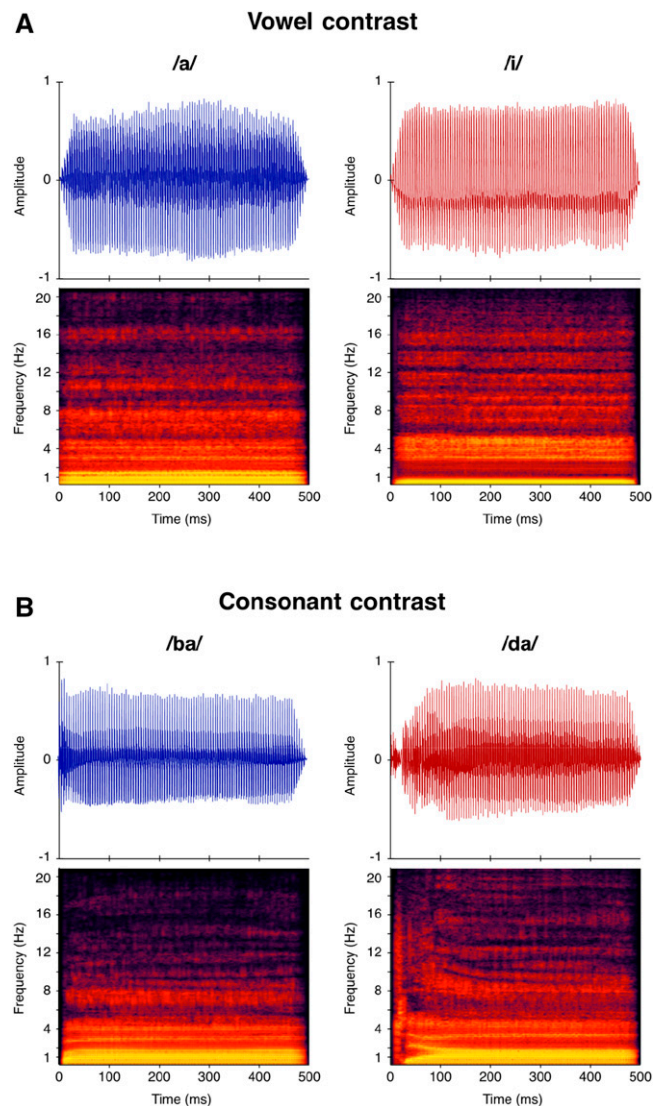 A Vowel contrast
/a/ /i/
1 1
Amplitude 0 Amplitude 0
-1 -1
20 20
16 16
Frequency (Hz) 12 Frequency (Hz) 12
8 8
4 4
1 1
0 100 200 300 400 500 0 100 200 300 400 500
Time (ms) Time (ms)
B Consonant contrast
/ba/ /da/
1 1
Amplitude 0 Amplitude 0
-1 -1
20 20
16 16
Frequency (Hz) 12 Frequency (Hz) 12
8 8
4 4
1 1
0 100 200 300 400 500 0 100 200 300 400 500
Time (ms) Time (ms)